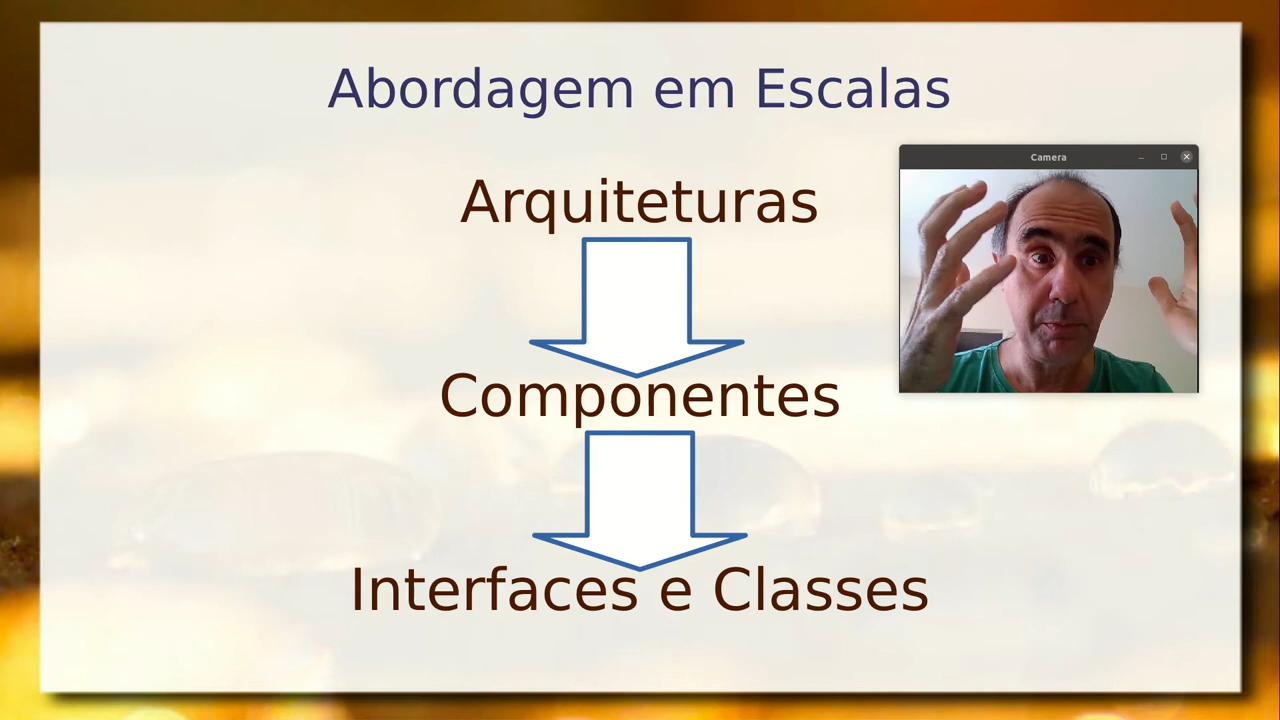 Abordagem em Escalas
Arquiteturas
Camera
Componentes
Interfaces e Classes